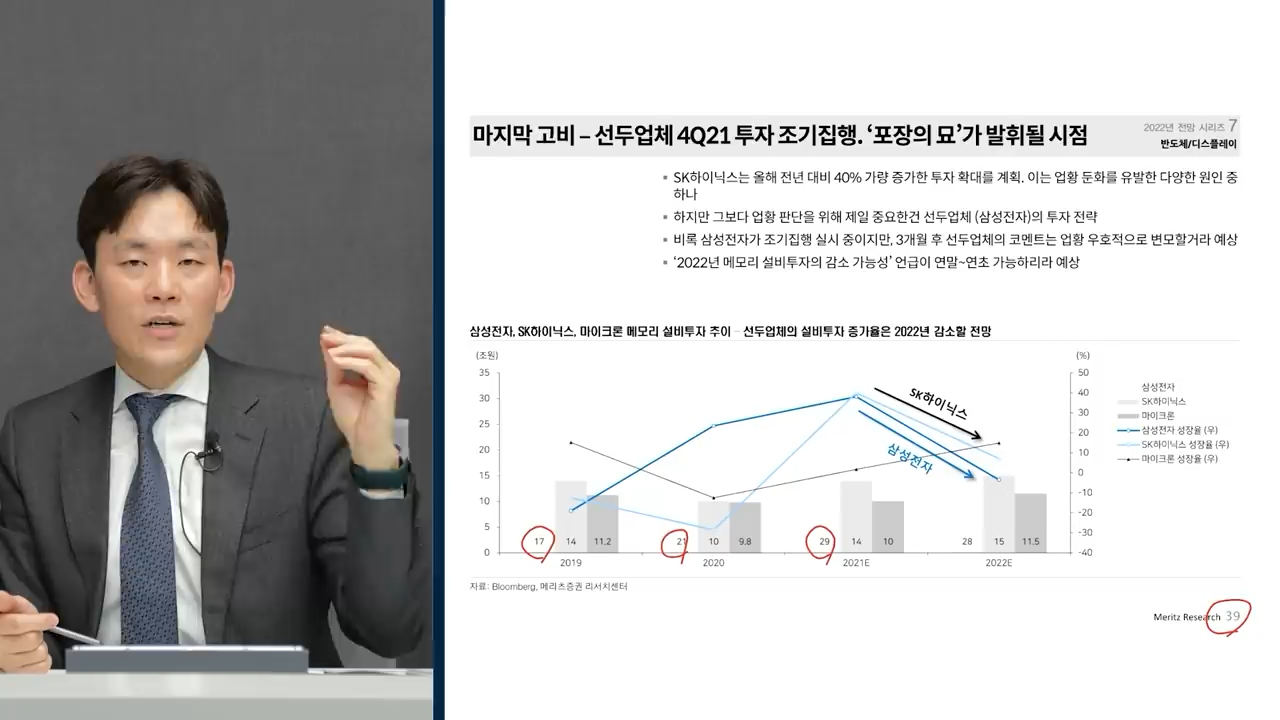 마지막 고비 – 선두업체 4Q21 투자 조기집행. ‘포장의 묘’가 발휘될 시점
2022년 전망 시리즈 7
반도체/디스플레이
▪ SK하이닉스는 올해 전년 대비 40% 가량 증가한 투자 확대를 계획. 이는 업황 둔화를 유발한 다양한 원인 중
하나
▪ 하지만 그보다 업황 판단을 위해 제일 중요한건 선두업체 (삼성전자)의 투자 전략
▪ 비록 삼성전자가 조기집행 실시 중이지만, 3개월 후 선두업체의 코멘트는 업황 우호적으로 변모할거라 예상
▪ ‘2022년 메모리 설비투자의 감소 가능성’ 언급이 연말~연초 가능하리라 예상
삼성전자, SK하이닉스, 마이크론 메모리 설비투자 추이 – 선두업체의 설비투자 증가율은 2022년 감소할 전망
(조원)
35
30
25
20
15
10
5
0
SK하이닉스
삼성전자
17 14 11.2
21 10 9.8
29 14 10
28 15 11.5
2019 2020 2021E 2022E
(%)
50
40
30
20
10
0
-10
-20
-30
-40
삼성전자
SK하이닉스
마이크론
삼성전자 성장율 (우)
SK하이닉스 성장율 (우)
마이크론 성장율 (우)
자료: Bloomberg, 메리츠증권 리서치센터
Meritz Research 39